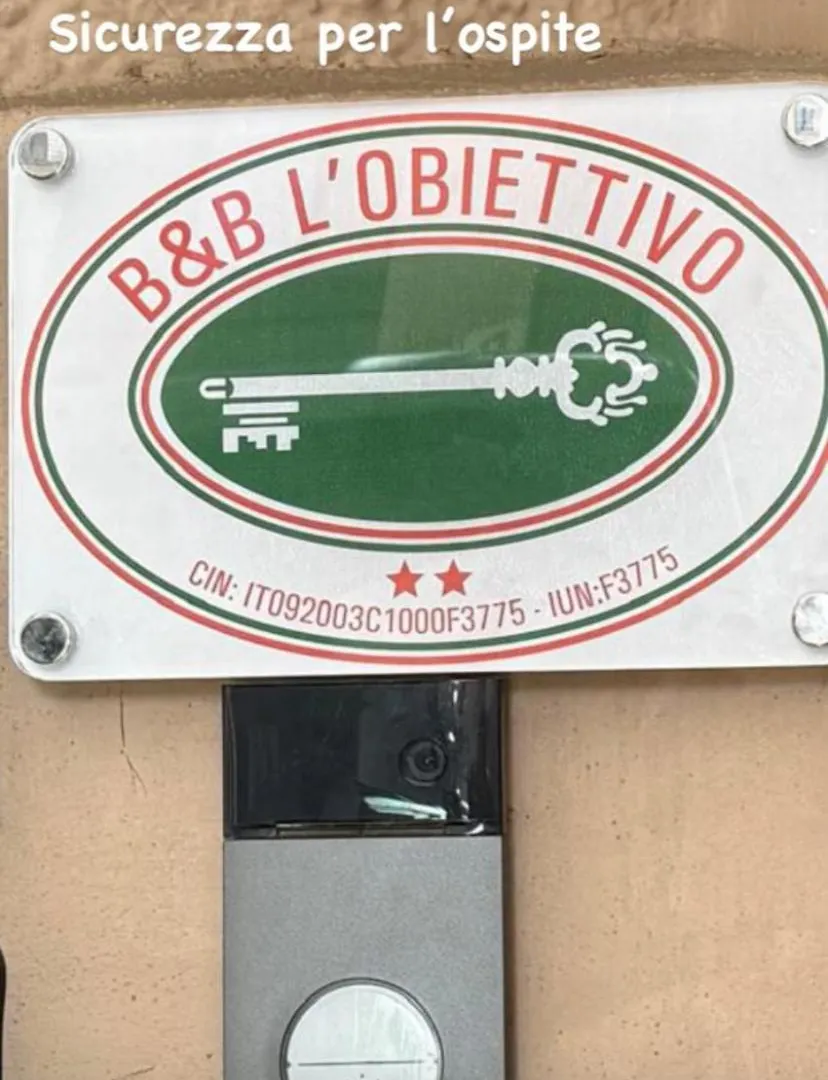 Sicurezza per l'ospite
B&B L'OBIETTIVO
CIN: IT092003C1000F3775 - IUN:F3775